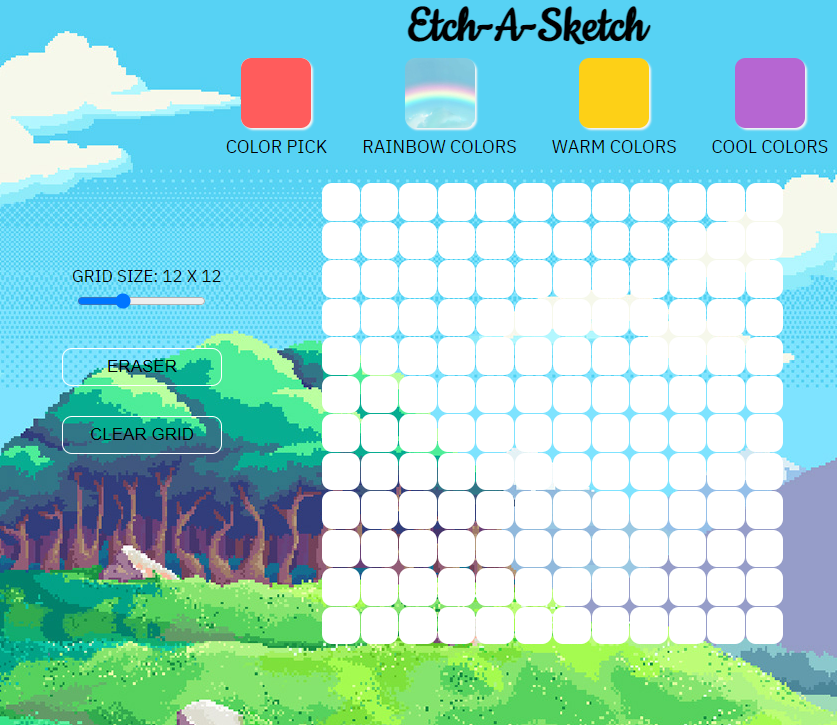 Etch-A-Sketch
COLOR PICK
RAINBOW COLORS
WARM COLORS
COOL COLORS
GRID SIZE: 12 X 12
ERASER
CLEAR GRID